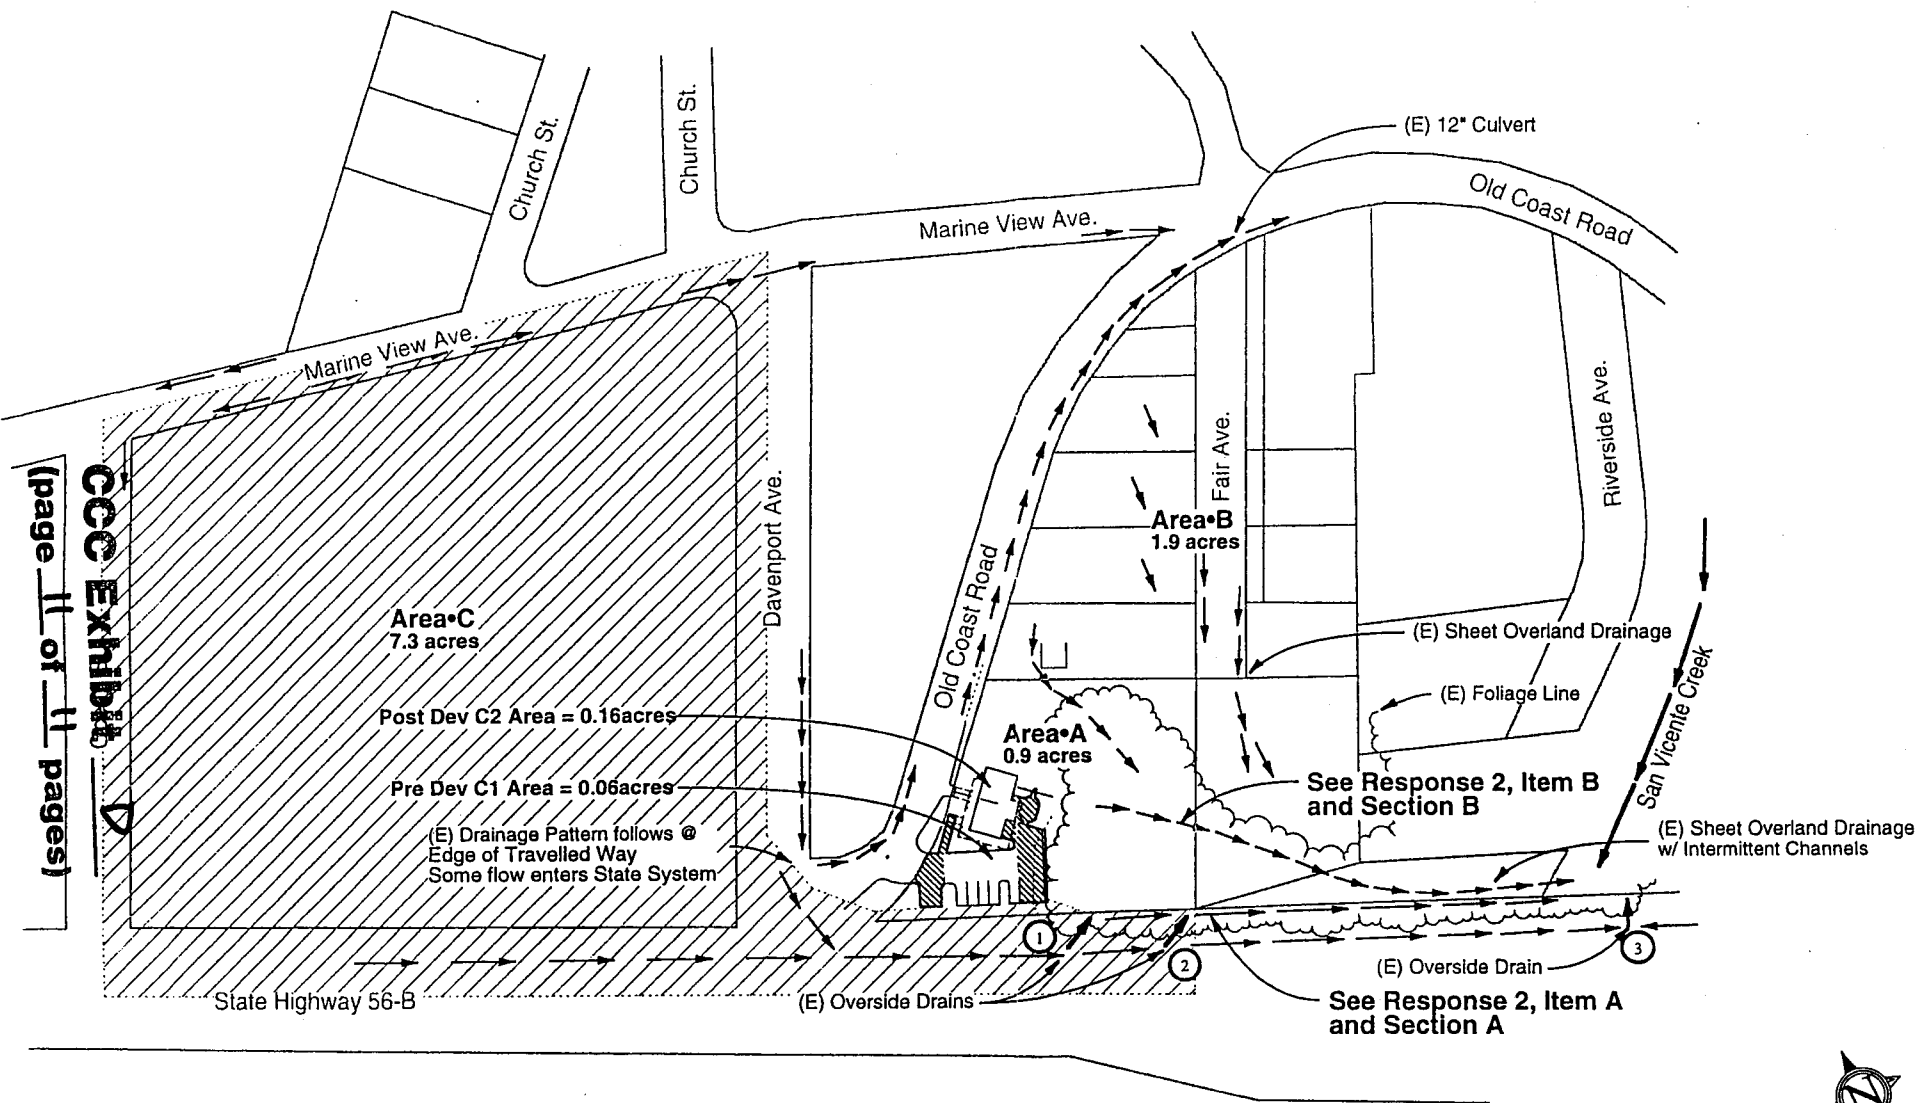 Church St.
Church St.
(E) 12" Culvert
Old Coast Road
Marine View Ave.
Marine View Ave.
Riverside Ave.
Fair Ave.
Davenport Ave.
Old Coast Road
Area•B
1.9 acres
Area•C
7.3 acres
(E) Sheet Overland Drainage
(E) Foliage Line
San Vicente Creek
Post Dev C2 Area = 0.16acres
Area•A
0.9 acres
Pre Dev C1 Area = 0.06acres
See Response 2, Item B
and Section B
(E) Drainage Pattern follows @
Edge of Travelled Way
Some flow enters State System
(E) Sheet Overland Drainage
w/ Intermittent Channels
1
2
3
(E) Overside Drain
State Highway 56-B
(E) Overside Drains
See Response 2, Item A
and Section A
CCC Exhibit
(page 11 of 11 pages)
N